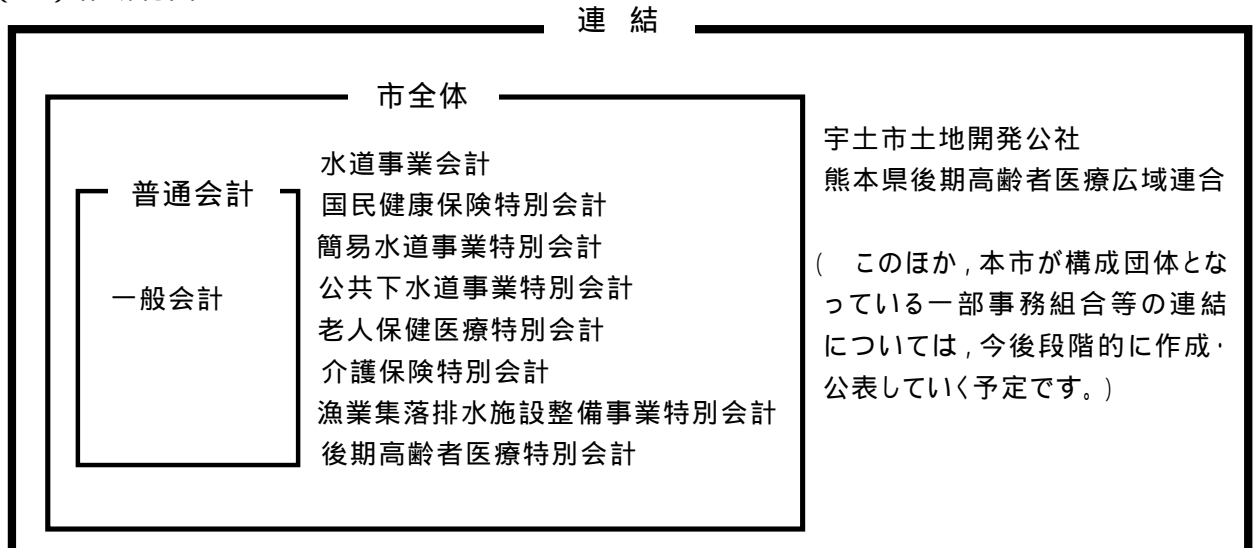 連 結
市全体
普通会計
一般会計
水道事業会計
国民健康保険特別会計
簡易水道事業特別会計
公共下水道事業特別会計
老人保健医療特別会計
介護保険特別会計
漁業集落排水施設整備事業特別会計
後期高齢者医療特別会計
宇土市土地開発公社
熊本県後期高齢者医療広域連合
( このほか,本市が構成団体とな
っている一部事務組合等の連結
については,今後段階的に作成・
公表していく予定です。)